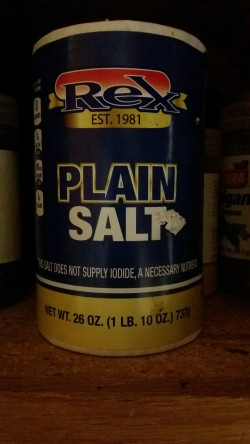 Rex
EST. 1981
PLAIN
SALT
SALT DOES NOT SUPPLY IODIDE, A NECESSARY
NET WT. 26 OZ. (1 LB. 10 OZ.) 737g